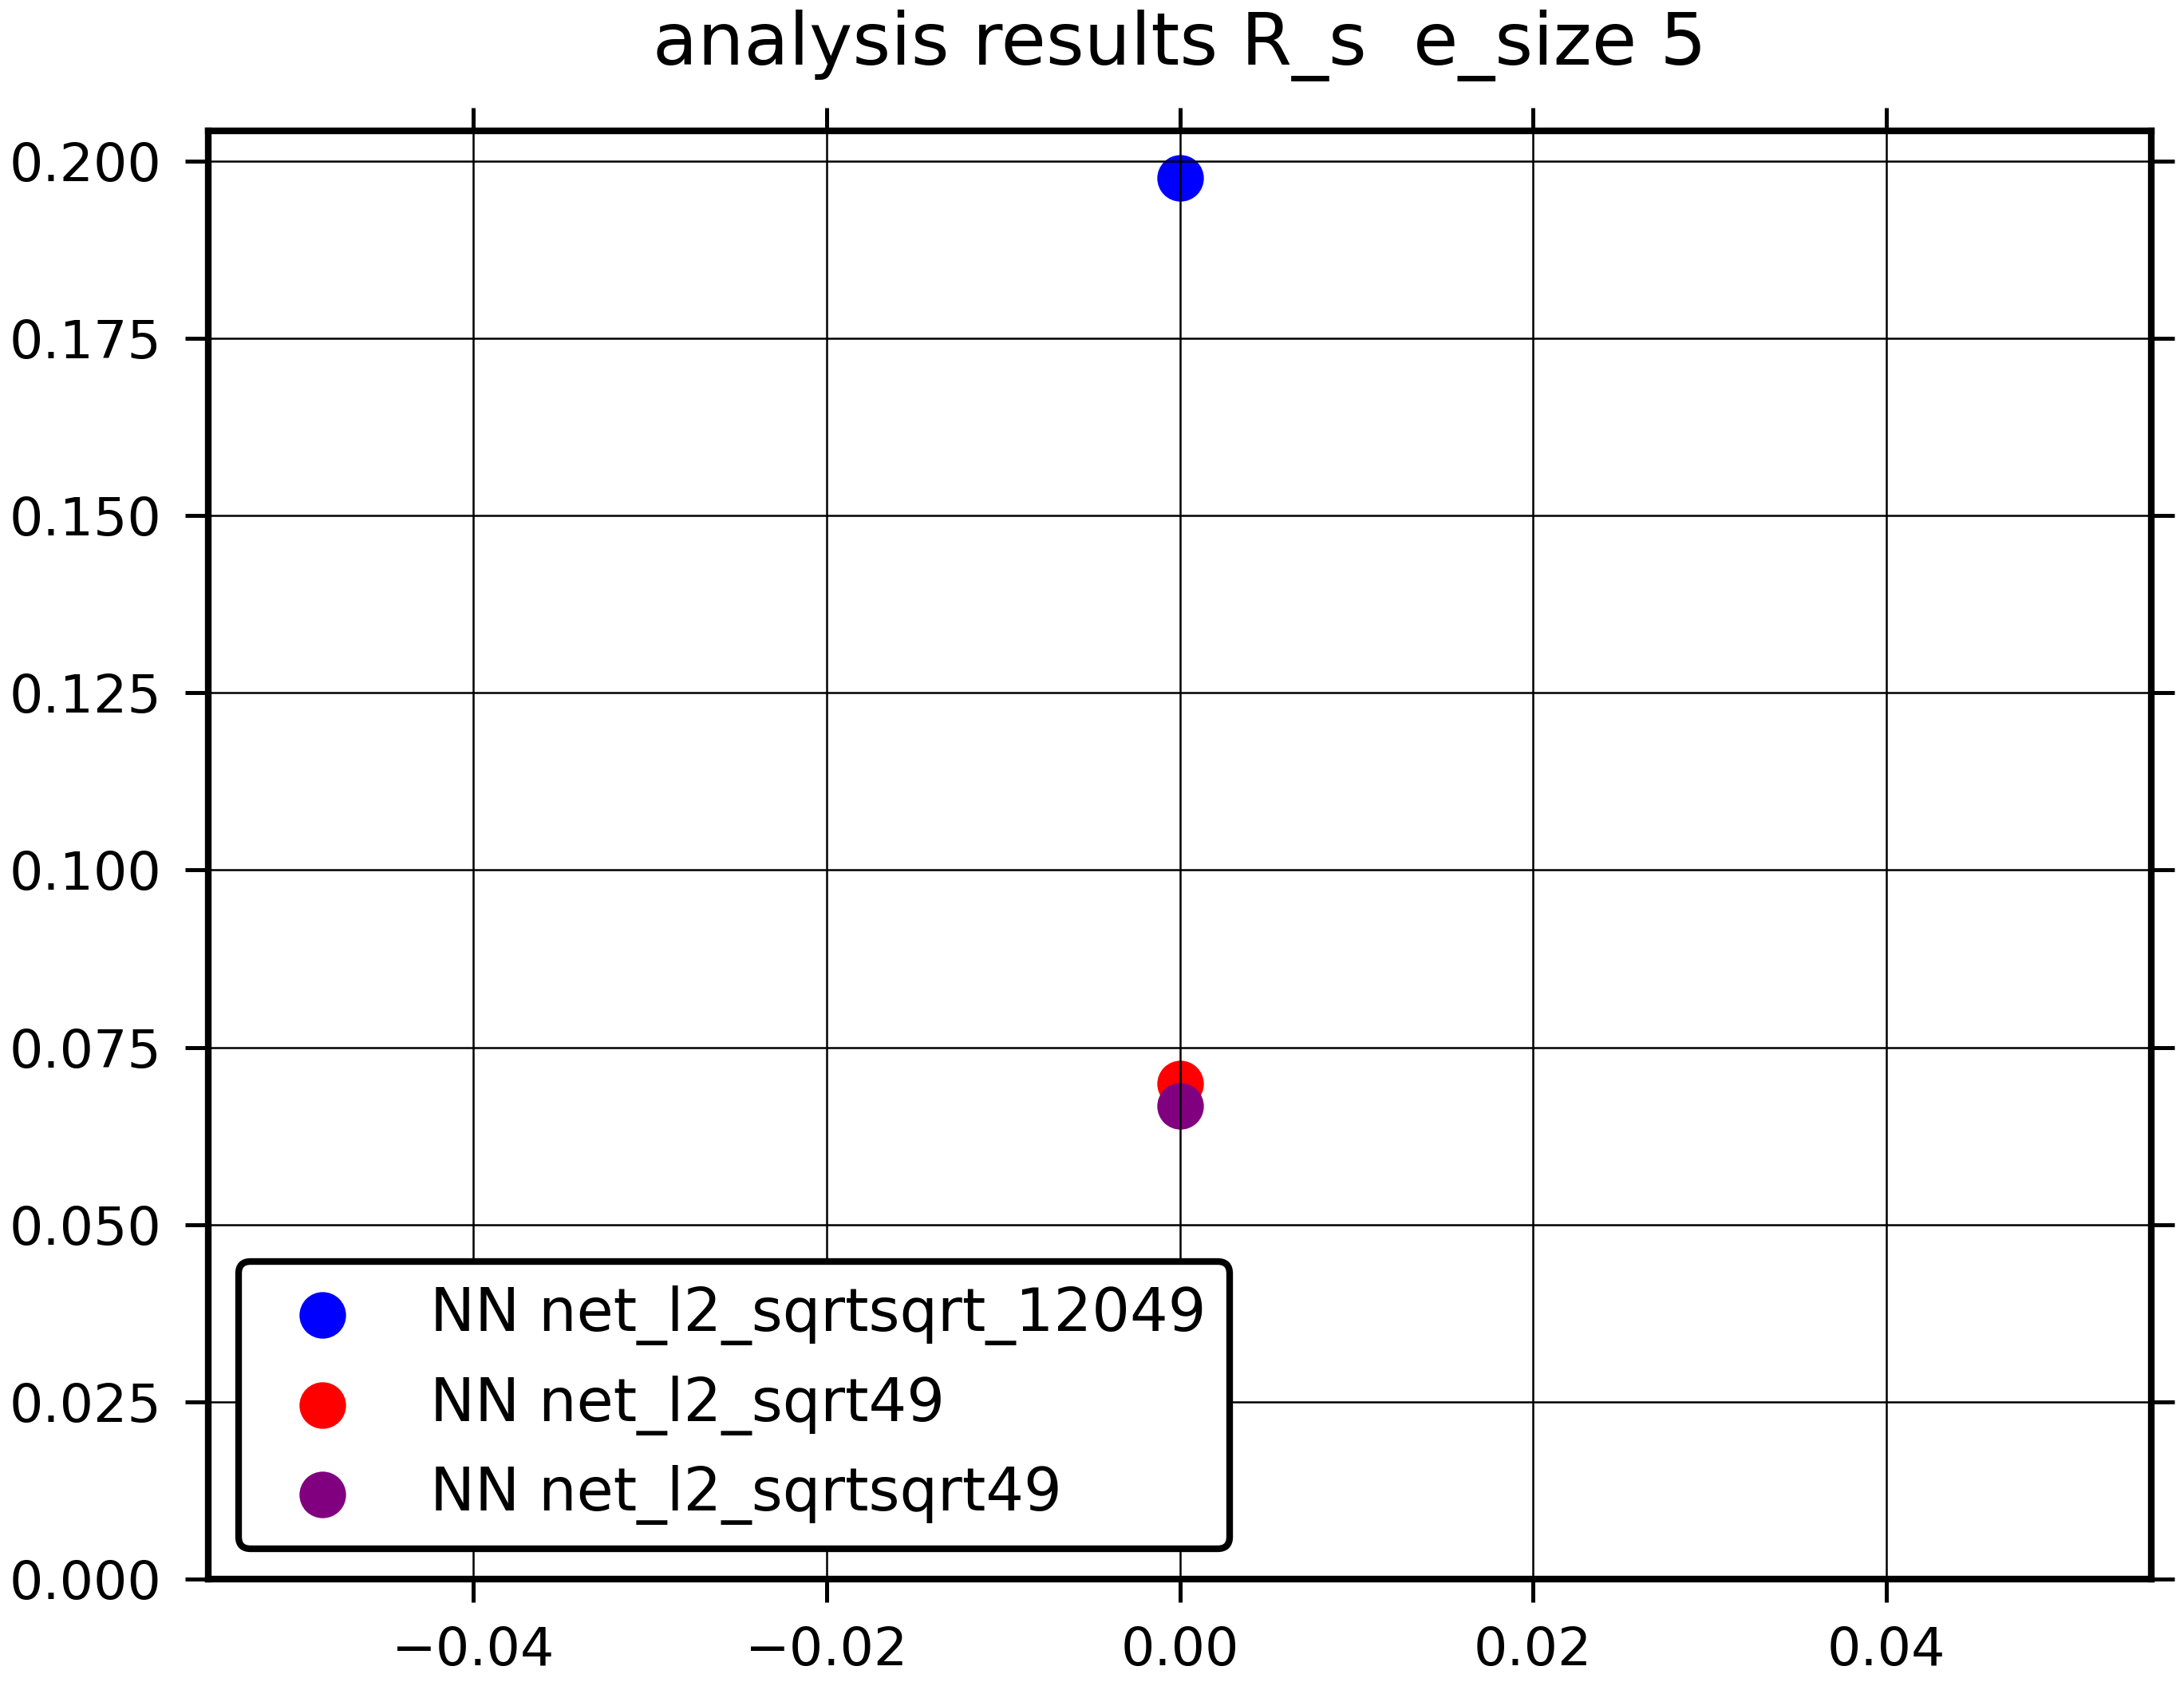 analysis results R_s  e_size 5
0.200
0.175
0.150
0.125
0.100
0.075
0.050
0.025
0.000
NN net_l2_sqrtsqrt_12049
NN net_l2_sqrt49
NN net_l2_sqrtsqrt49
−0.04 −0.02 0.00 0.02 0.04